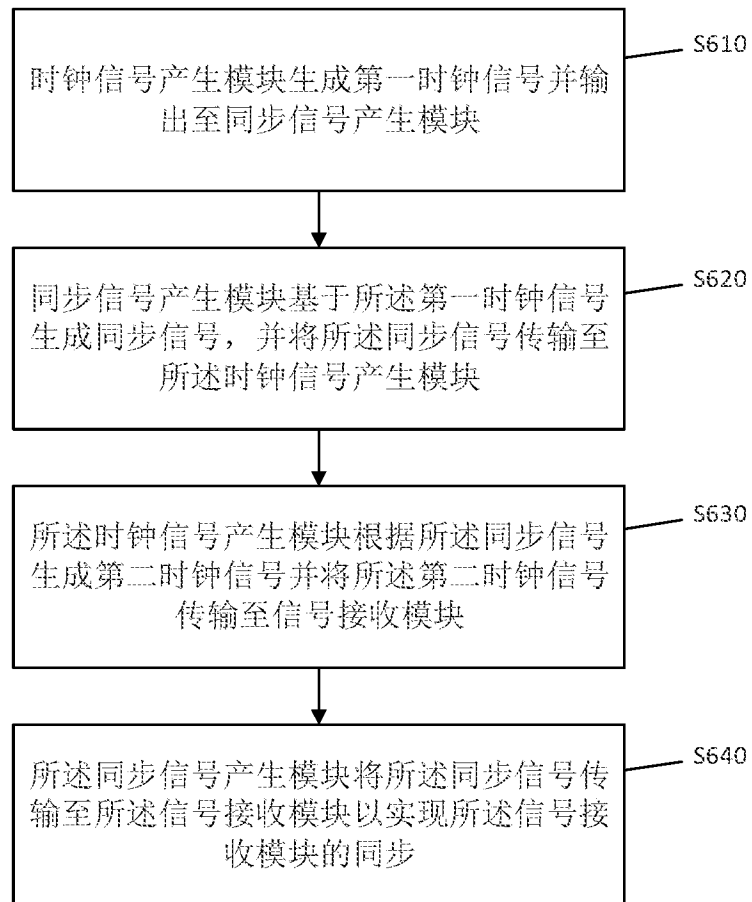 时钟信号产生模块生成第一时钟信号并输
出至同步信号产生模块
S610
同步信号产生模块基于所述第一时钟信号
生成同步信号，并将所述同步信号传输至
所述时钟信号产生模块
S620
所述时钟信号产生模块根据所述同步信号
生成第二时钟信号并将所述第二时钟信号
传输至信号接收模块
S630
所述同步信号产生模块将所述同步信号传
输至所述信号接收模块以实现所述信号接
收模块的同步
S640